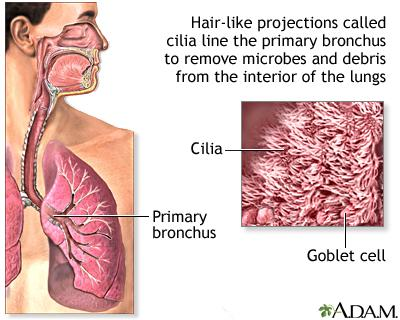 Hair-like projections called
cilia line the primary bronchus
to remove microbes and debris
from the interior of the lungs
Cilia
Primary
bronchus
Goblet cell
ADAM.